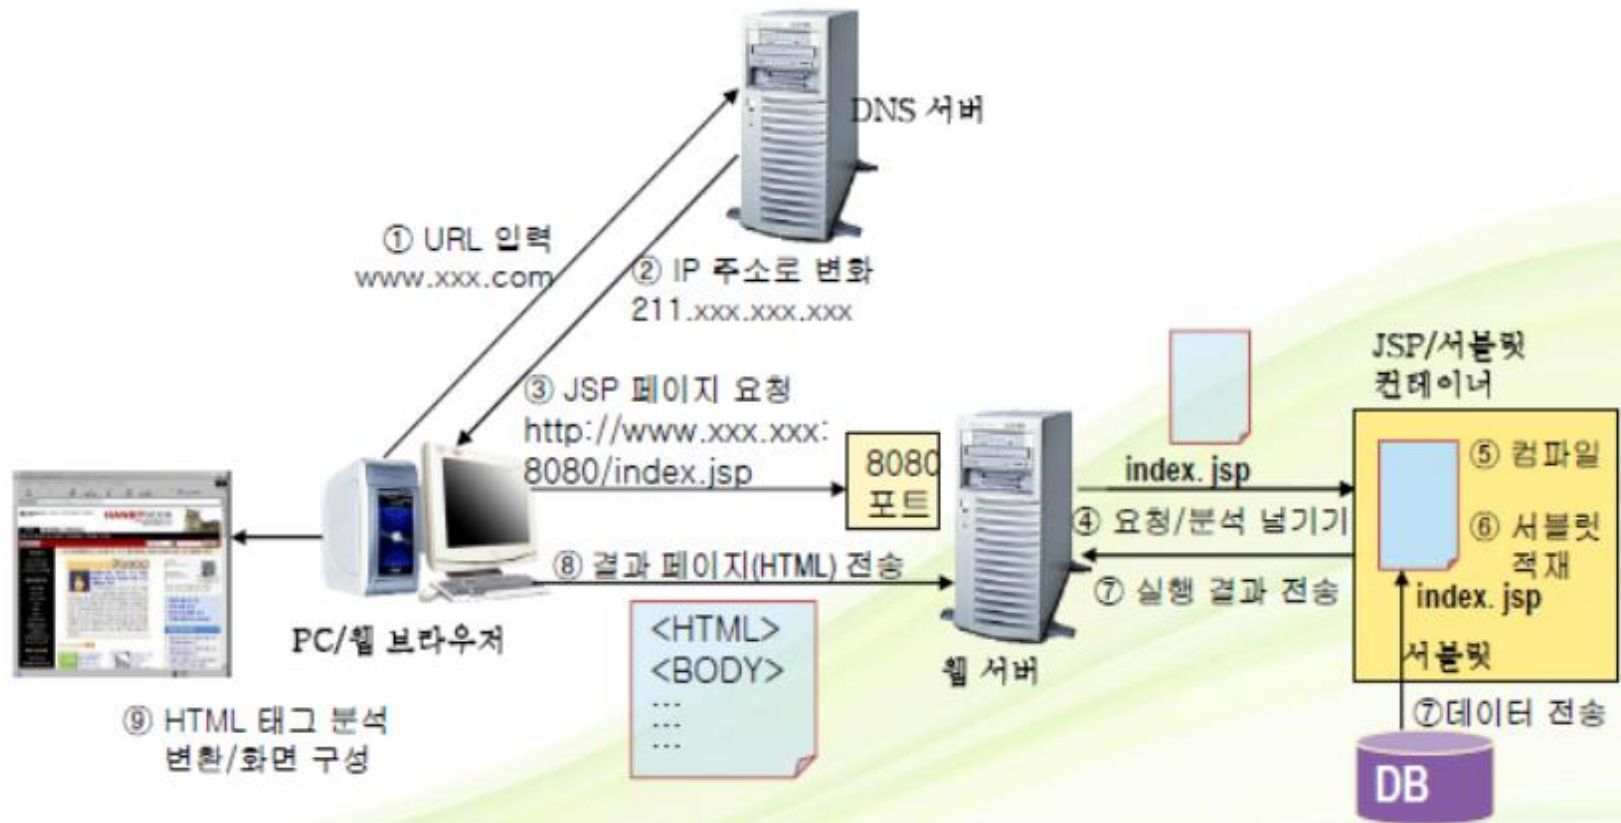 DNS 서버
① URL 입력
www.xxx.com
② IP 주소로 변화
211.xxx.xxx.xxx
③ JSP 페이지 요청
http://www.xxx.xxx:
8080/index.jsp
8080
포트
index.jsp
④ 요청/분석 넘기기
JSP/서블릿
컨테이너
⑤ 컴파일
⑥ 서블릿
적재
index.jsp
서블릿
⑦ 실행 결과 전송
⑦데이터 전송
DB
⑧ 결과 페이지(HTML) 전송
<HTML>
<BODY>
...
...
...
PC/웹 브라우저
웹 서버
⑨ HTML 태그 분석
변환/화면 구성